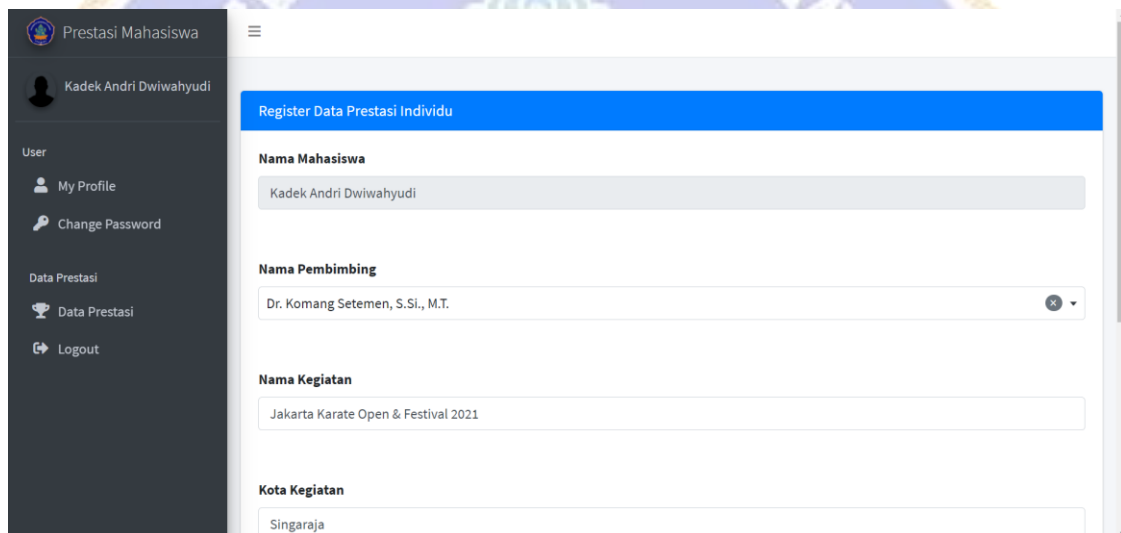 Prestasi Mahasiswa
Kadek Andri Dwiwahyudi
User
My Profile
Change Password
Data Prestasi
Data Prestasi
Logout
Register Data Prestasi Individu
Nama Mahasiswa
Kadek Andri Dwiwahyudi
Nama Pembimbing
Dr. Komang Setemen, S.Si., M.T.
Nama Kegiatan
Jakarta Karate Open & Festival 2021
Kota Kegiatan
Singaraja